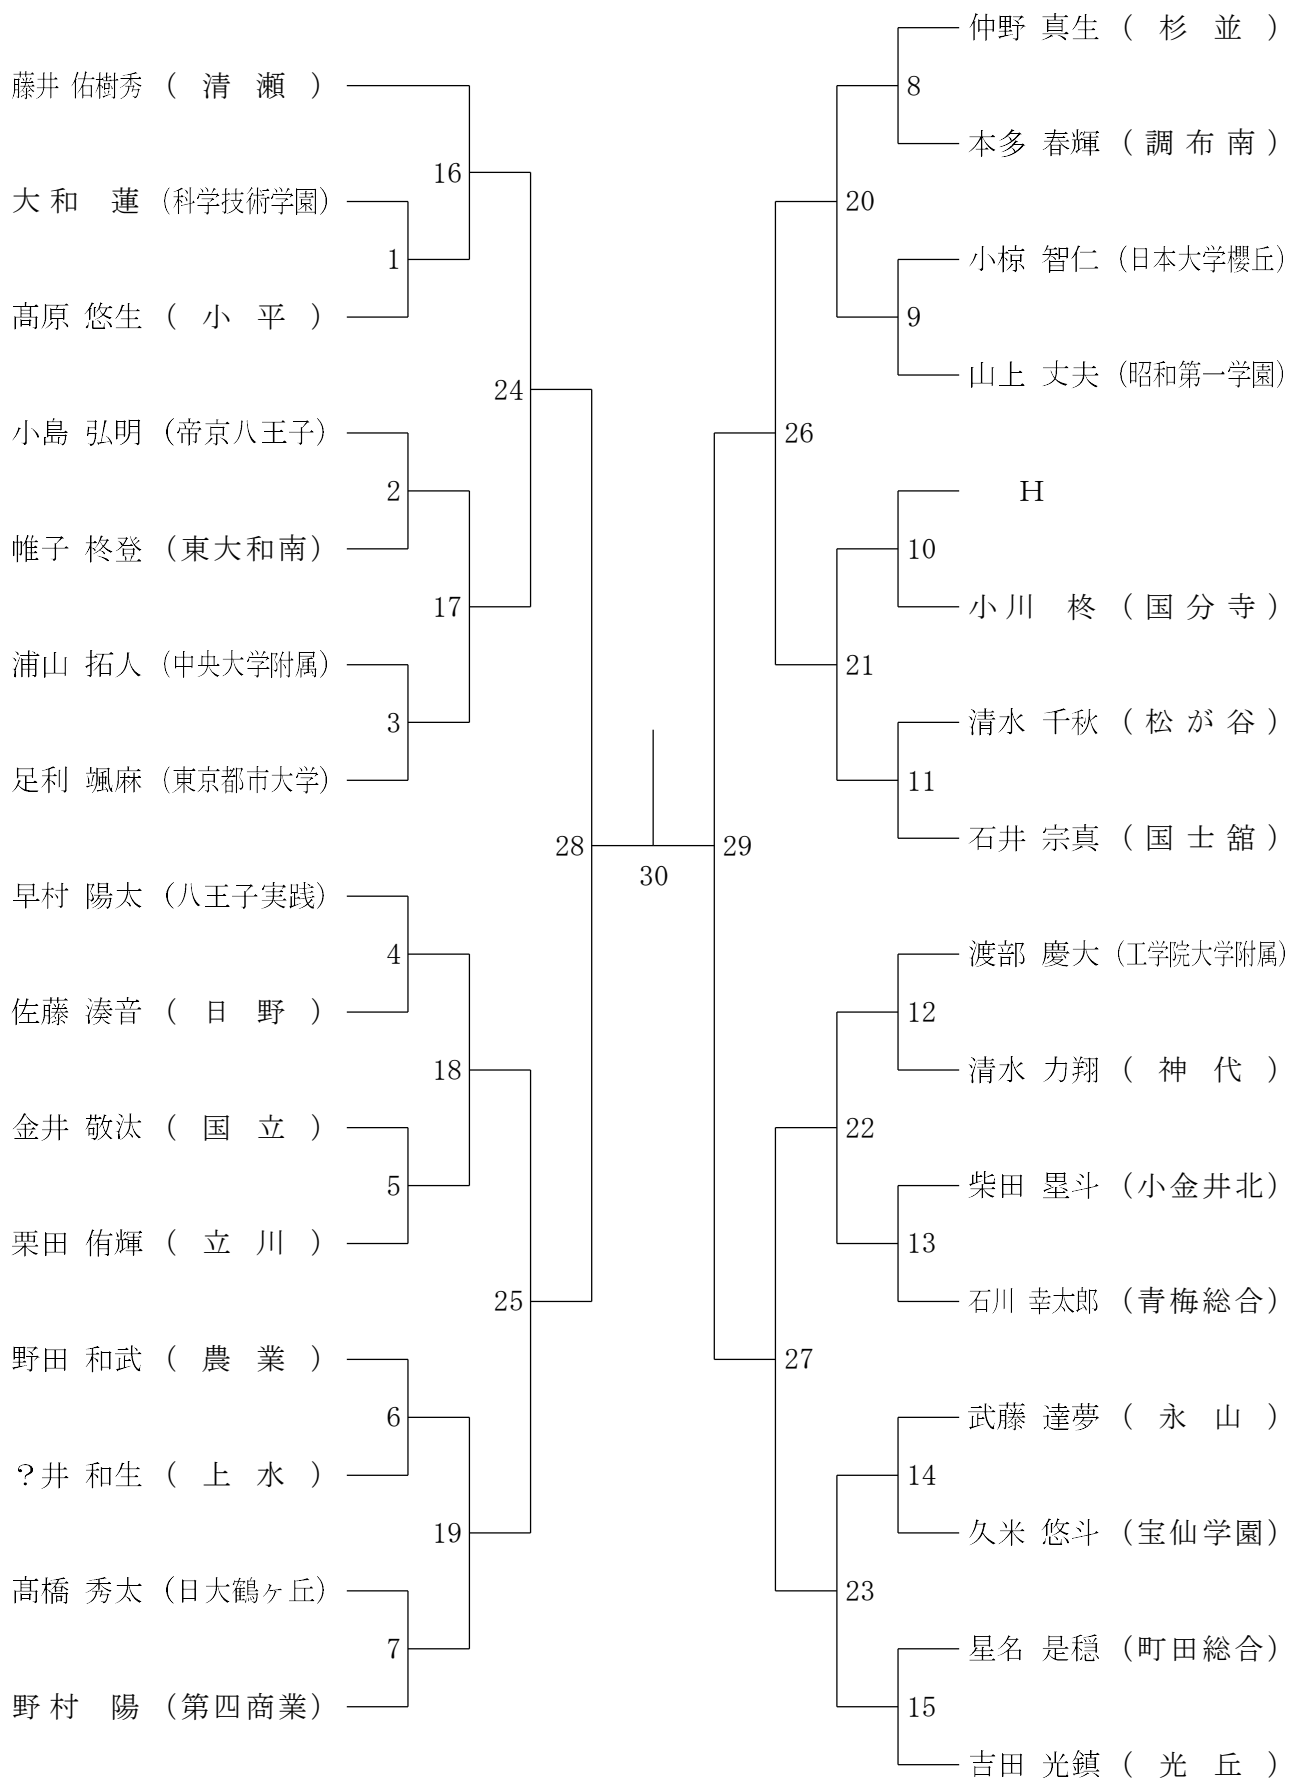 藤井 佑樹秀 （ 清 瀬 ）
16
大和 蓮 （科学技術学園）
1
髙原 悠生 （ 小 平 ）
24
小島 弘明 （帝京八王子）
2
帷子 柊登 （東大和南）
17
浦山 拓人 （中央大学附属）
3
足利 颯麻 （東京都市大学）
28
早村 陽太 （八王子実践）
4
佐藤 湊音 （ 日 野 ）
18
金井 敬汰 （ 国 立 ）
5
栗田 侑輝 （ 立 川 ）
25
野田 和武 （ 農 業 ）
6
？井 和生 （ 上 水 ）
19
髙橋 秀太 （日大鶴ヶ丘）
7
野村 陽 （第四商業）
30
仲野 真生 （ 杉 並 ）
8
本多 春輝 （ 調 布 南 ）
20
小椋 智仁 （日本大学櫻丘）
9
山上 丈夫 （昭和第一学園）
26
H
10
小川 柊 （ 国 分 寺 ）
21
清水 千秋 （ 松 が 谷 ）
11
石井 宗真 （ 国 士 舘 ）
29
渡部 慶大 （工学院大学附属）
12
清水 力翔 （ 神 代 ）
22
柴田 塁斗 （小金井北）
13
石川 幸太郎 （青梅総合）
27
武藤 達夢 （ 永 山 ）
14
久米 悠斗 （宝仙学園）
23
星名 是穏 （町田総合）
15
吉田 光鎮 （ 光 丘 ）